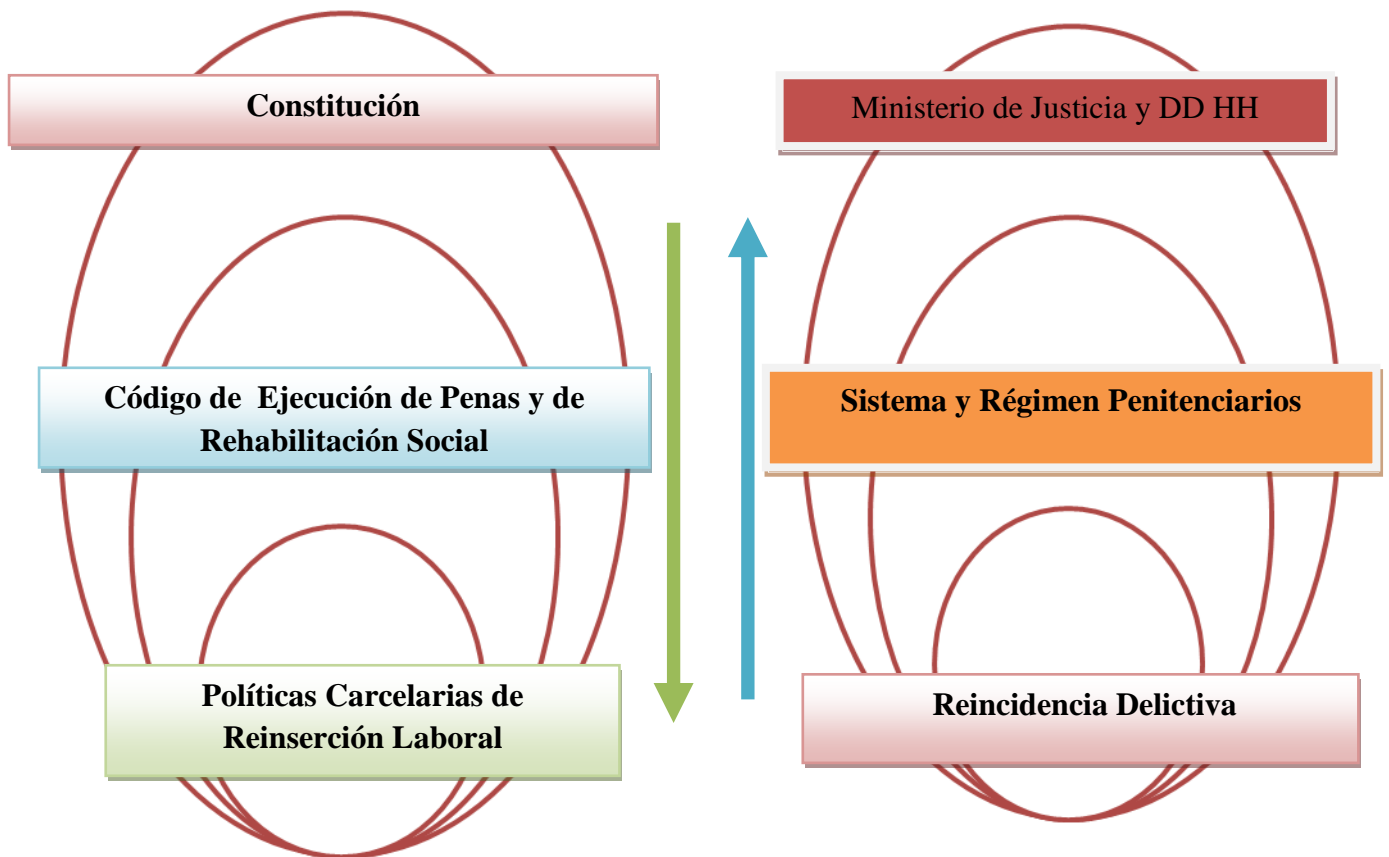 Constitución
Ministerio de Justicia y DD HH
Código de Ejecución de Penas y de
Rehabilitación Social
Sistema y Régimen Penitenciarios
Políticas Carcelarias de
Reinserción Laboral
Reincidencia Delictiva